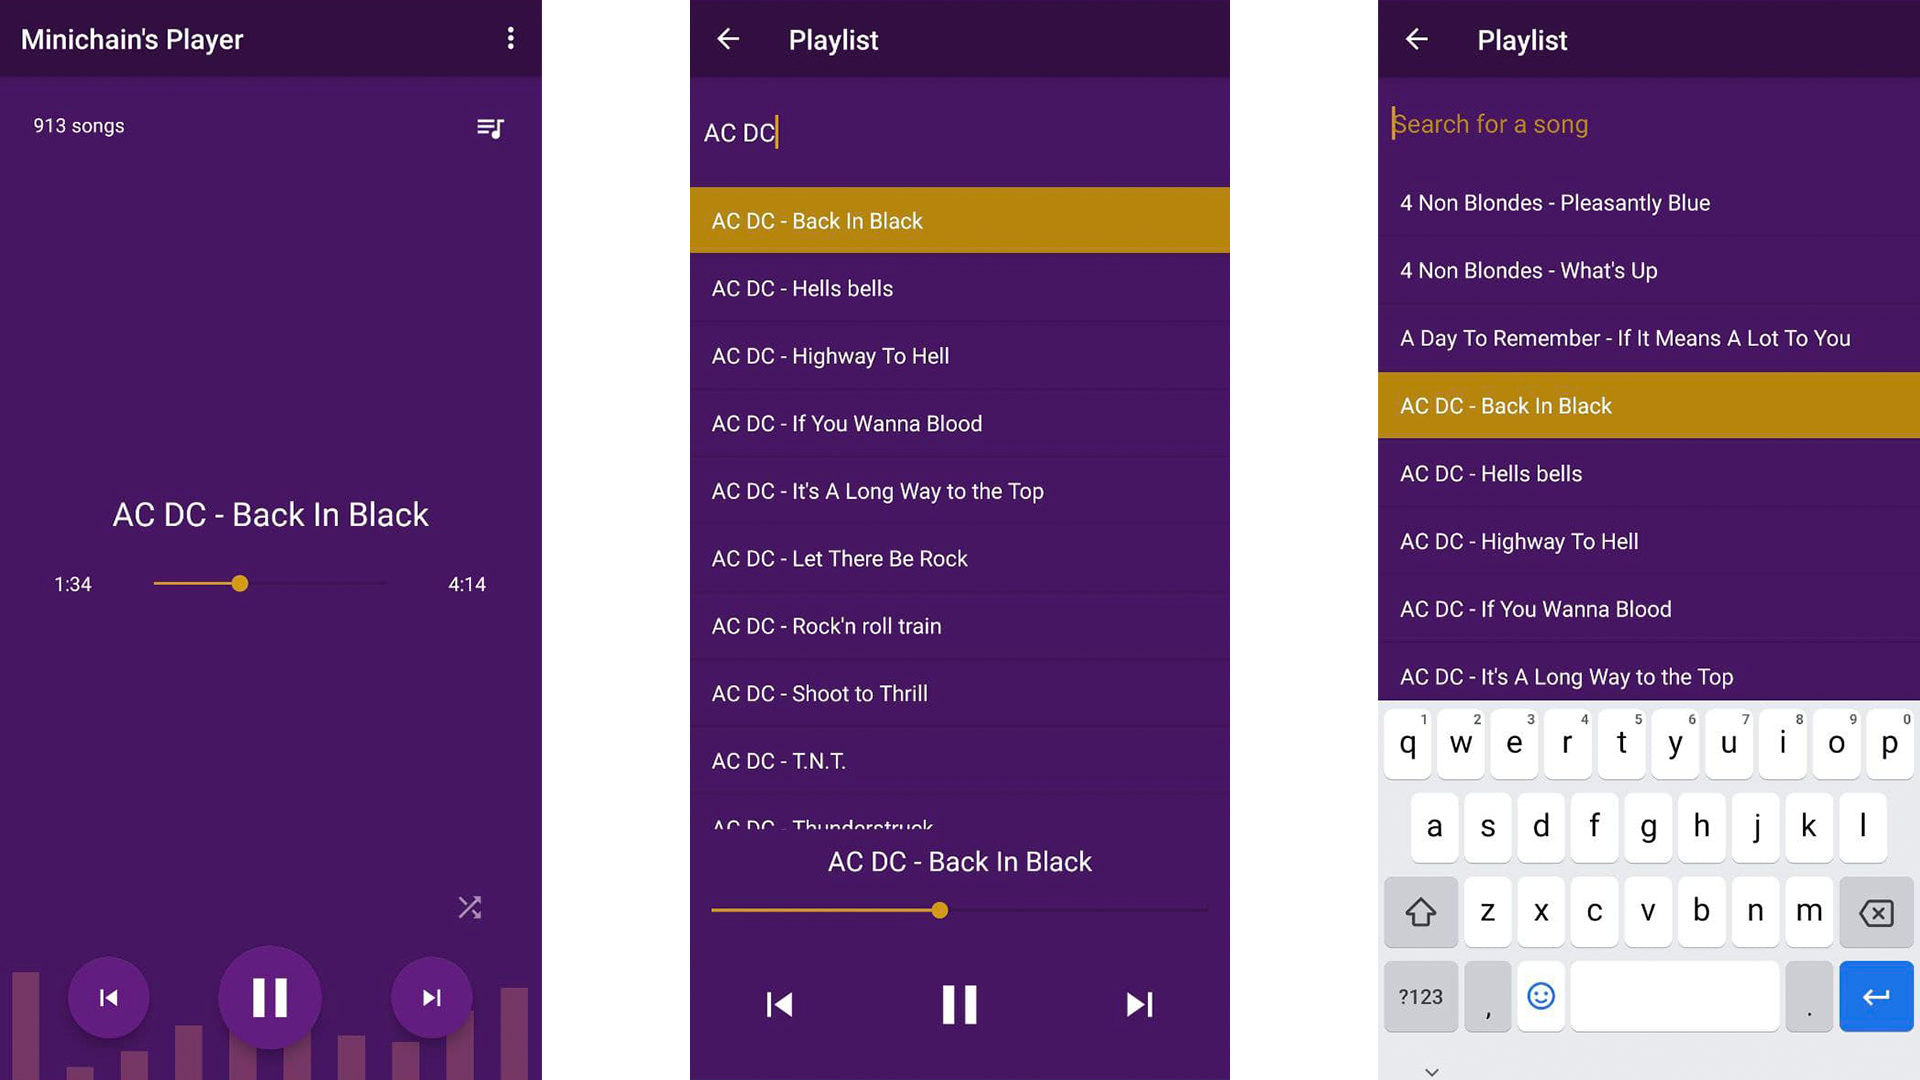 Minichain's Player
913 songs
AC DC - Back In Black
1:34
4:14
Playlist
AC DC
AC DC - Back In Black
AC DC - Hells bells
AC DC - Highway To Hell
AC DC - If You Wanna Blood
AC DC - It's A Long Way to the Top
AC DC - Let There Be Rock
AC DC - Rock'n roll train
AC DC - Shoot to Thrill
AC DC - T.N.T.
AC DC - Thunderstruck
AC DC - Back In Black
Playlist
Search for a song
4 Non Blondes - Pleasantly Blue
4 Non Blondes - What's Up
A Day To Remember - If It Means A Lot To You
AC DC - Back In Black
AC DC - Hells bells
AC DC - Highway To Hell
AC DC - If You Wanna Blood
AC DC - It's A Long Way to the Top
1 2 3 4 5 6 7 8 9 0
q w e r t y u i o p
a s d f g h j k l
z x c v b n m
?123 , .